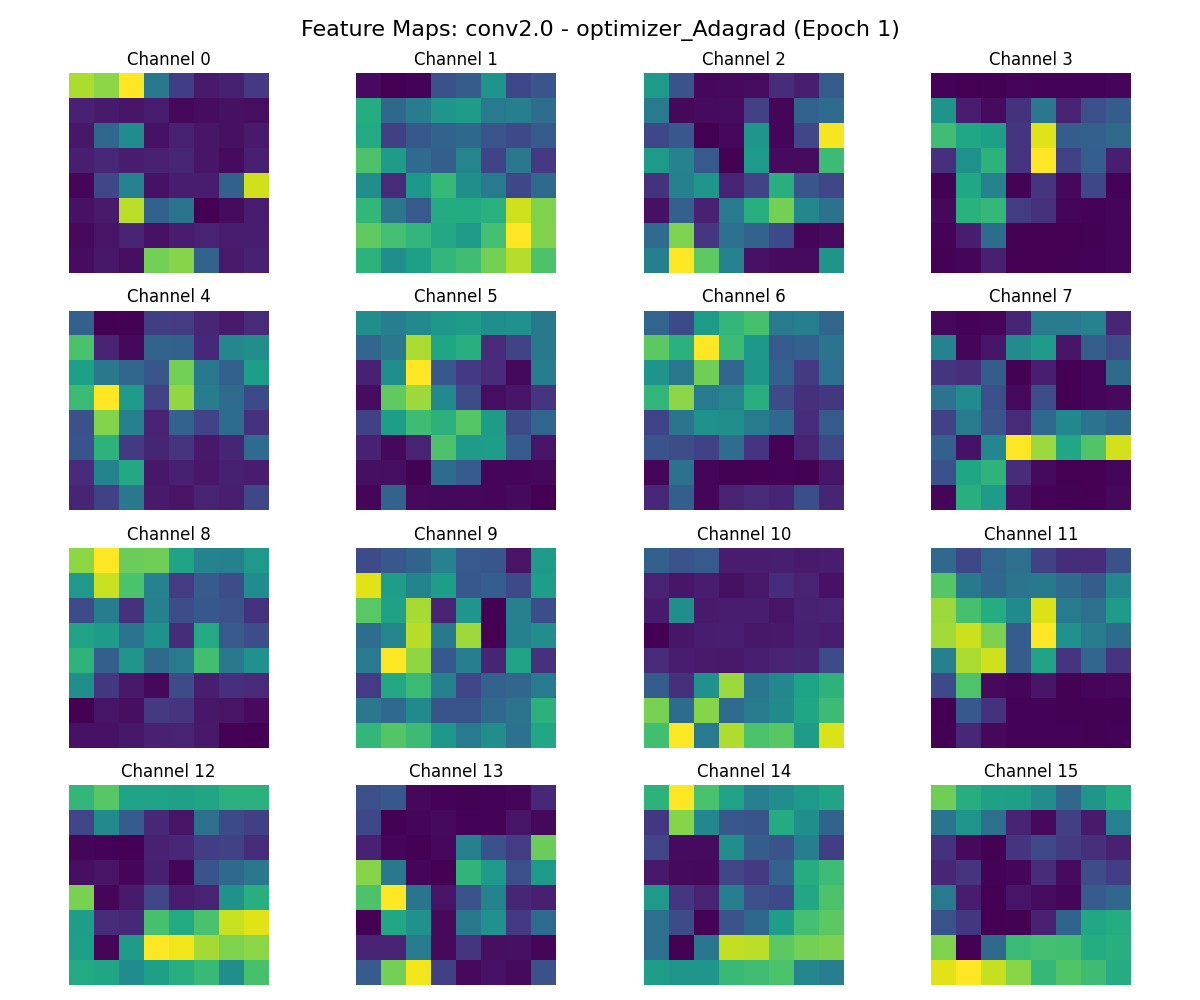 Feature Maps: conv2.0 - optimizer_Adagrad (Epoch 1)
Channel 0
Channel 1
Channel 2
Channel 3
Channel 4
Channel 5
Channel 6
Channel 7
Channel 8
Channel 9
Channel 10
Channel 11
Channel 12
Channel 13
Channel 14
Channel 15